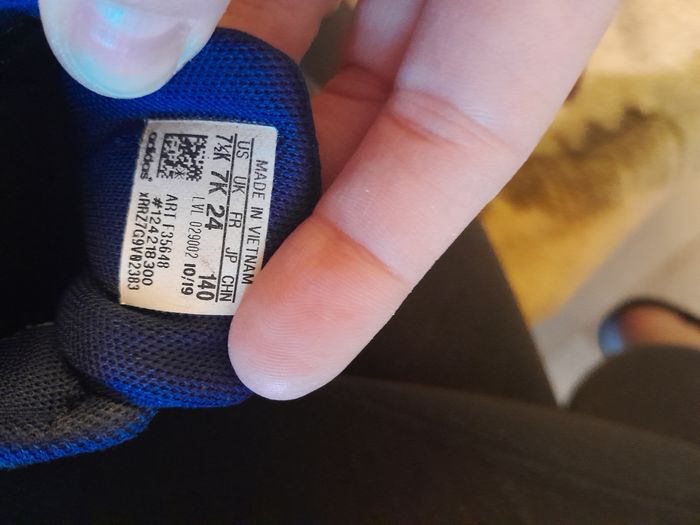 MADE IN VIETNAM
US UK FR JP CHN
7½K 7K 24 140
LVL 029002 10/19
ART F35648
#124218300
adidas